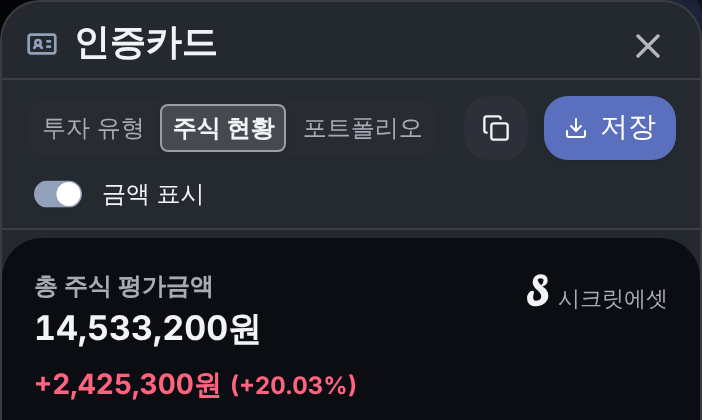 인증카드
투자 유형 주식 현황 포트폴리오 저장
금액 표시
총 주식 평가금액
S 시크릿에셋
14,533,200원
+2,425,300원 (+20.03%)